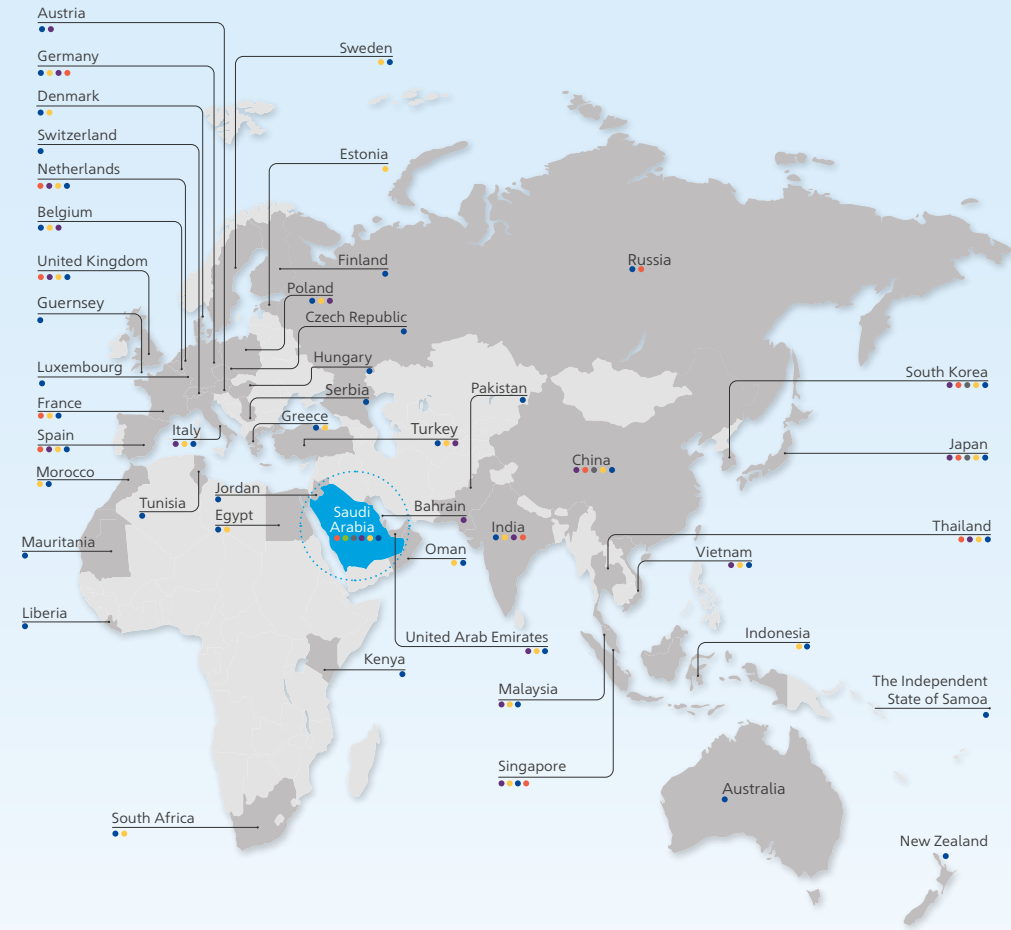 Austria
Germany
Denmark
Switzerland
Netherlands
Belgium
United Kingdom
Guernsey
Luxembourg
France
Spain
Morocco
Sweden
Estonia
Finland
Poland
Czech Republic
Hungary
Serbia
Greece
Italy
Turkey
Pakistan
Russia
South Korea
Japan
China
Thailand
Vietnam
India
Tunisia
Jordan
Egypt
Saudi
Arabia
Bahrain
Oman
Mauritania
Liberia
United Arab Emirates
Kenya
Indonesia
Malaysia
Singapore
The Independent
State of Samoa
Australia
South Africa
New Zealand